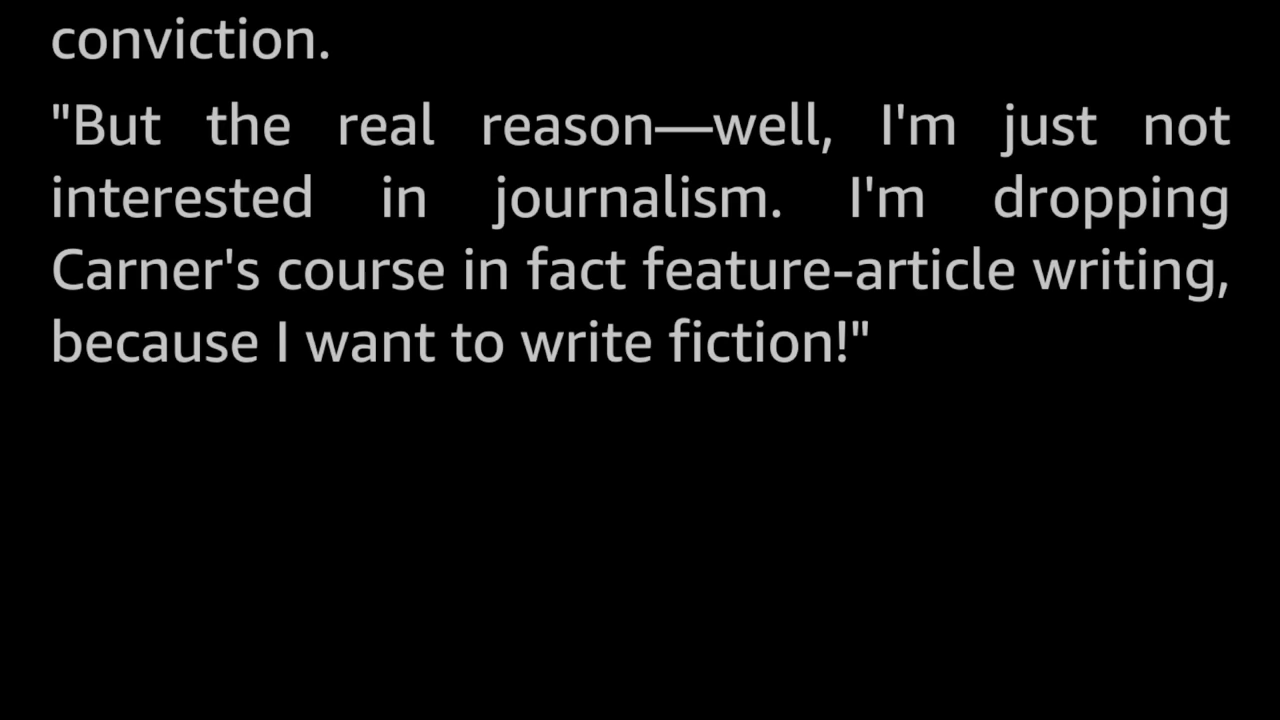 conviction.
"But the real reason—well, I'm just not
interested in journalism. I'm dropping
Carner's course in fact feature-article writing,
because I want to write fiction!"